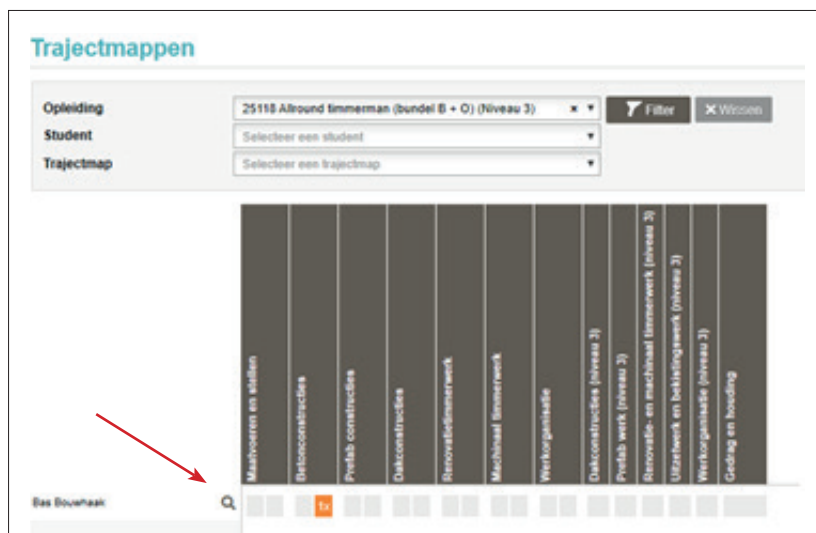 Trajectmappen
Opleiding
25118 Allround timmerman (bundel B + O) (Niveau 3)
Filter
Wissen
Student
Selecteer een student
Trajectmap
Selecteer een trajectmap
Maatvoeren en stellen
Betonconstructies
Prefab constructies
Dakconstructies
Renovatietimmerwerk
Machinaal timmerwerk
Werkorganisatie
Dakconstructies (niveau 3)
Prefab werk (niveau 3)
Renovatie- en machinaal timmerwerk (niveau 3)
Uitzetwerk en bekistingswerk (niveau 3)
Werkorganisatie (niveau 3)
Gedrag en houding
Bas Bouwhaak
1x